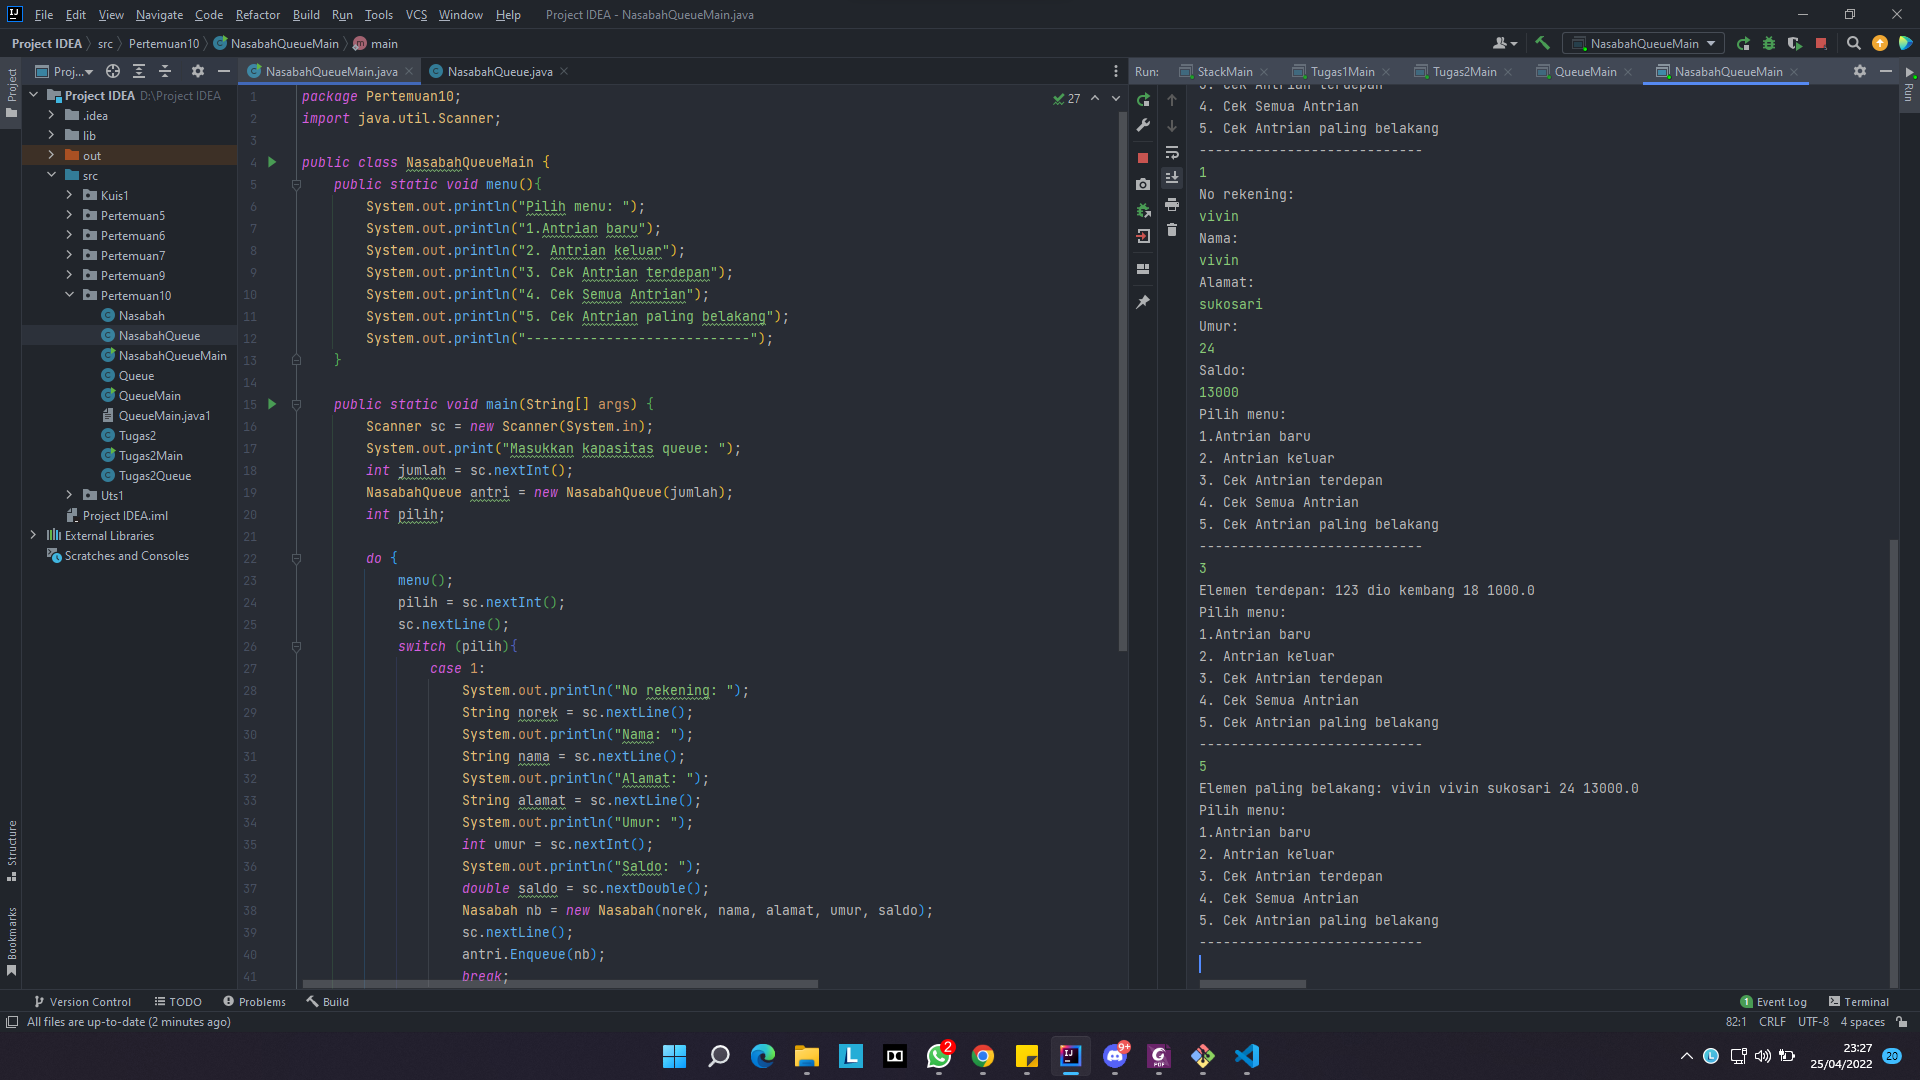 File Edit View Navigate Code Refactor Build Run Tools VCS Window Help Project IDEA - NasabahQueueMain.java
Project IDEA src Pertemuan10 NasabahQueueMain main
NasabahQueueMain
Project
Proj...
Project IDEA D:\Project IDEA
.idea
lib
out
src
Kuis1
Pertemuan5
Pertemuan6
Pertemuan7
Pertemuan9
Pertemuan10
Nasabah
NasabahQueue
NasabahQueueMain
Queue
QueueMain
QueueMain.java1
Tugas2
Tugas2Main
Tugas2Queue
Uts1
Project IDEA.iml
External Libraries
Scratches and Consoles
Structure
Bookmarks
NasabahQueueMain.java NasabahQueue.java
27
1 package Pertemuan10;
2 import java.util.Scanner;
3
4 public class NasabahQueueMain {
5 public static void menu(){
6 System.out.println("Pilih menu: ");
7 System.out.println("1.Antrian baru");
8 System.out.println("2. Antrian keluar");
9 System.out.println("3. Cek Antrian terdepan");
10 System.out.println("4. Cek Semua Antrian");
11 System.out.println("5. Cek Antrian paling belakang");
12 System.out.println("----------------------------");
13 }
14
15 public static void main(String[] args) {
16 Scanner sc = new Scanner(System.in);
17 System.out.print("Masukkan kapasitas queue: ");
18 int jumlah = sc.nextInt();
19 NasabahQueue antri = new NasabahQueue(jumlah);
20 int pilih;
21
22 do {
23 menu();
24 pilih = sc.nextInt();
25 sc.nextLine();
26 switch (pilih){
27 case 1:
28 System.out.println("No rekening: ");
29 String norek = sc.nextLine();
30 System.out.println("Nama: ");
31 String nama = sc.nextLine();
32 System.out.println("Alamat: ");
33 String alamat = sc.nextLine();
34 System.out.println("Umur: ");
35 int umur = sc.nextInt();
36 System.out.println("Saldo: ");
37 double saldo = sc.nextDouble();
38 Nasabah nb = new Nasabah(norek, nama, alamat, umur, saldo);
39 sc.nextLine();
40 antri.Enqueue(nb);
41 break;
Run: StackMain Tugas1Main Tugas2Main QueueMain NasabahQueueMain
Run
3. Cek Antrian terdepan
4. Cek Semua Antrian
5. Cek Antrian paling belakang
----------------------------
1
No rekening:
vivin
Nama:
vivin
Alamat:
sukosari
Umur:
24
Saldo:
13000
Pilih menu:
1.Antrian baru
2. Antrian keluar
3. Cek Antrian terdepan
4. Cek Semua Antrian
5. Cek Antrian paling belakang
----------------------------
3
Elemen terdepan: 123 dio kembang 18 1000.0
Pilih menu:
1.Antrian baru
2. Antrian keluar
3. Cek Antrian terdepan
4. Cek Semua Antrian
5. Cek Antrian paling belakang
----------------------------
5
Elemen paling belakang: vivin vivin sukosari 24 13000.0
Pilih menu:
1.Antrian baru
2. Antrian keluar
3. Cek Antrian terdepan
4. Cek Semua Antrian
5. Cek Antrian paling belakang
----------------------------
Version Control TODO Problems Build 1 Event Log Terminal
All files are up-to-date (2 minutes ago) 82:1 CRLF UTF-8 4 spaces
2 9+
23:27
25/04/2022 20